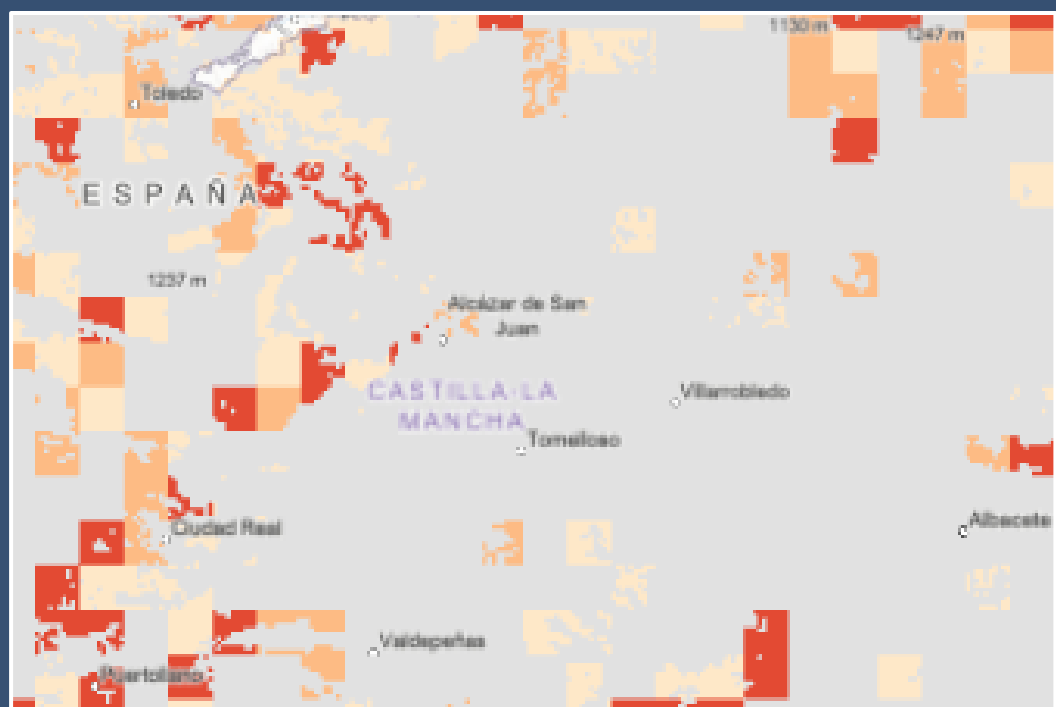 1130 m
1247 m
Toledo
ESPAÑA
1237 m
Alcázar de San
Juan
CASTILLA-LA
MANCHA
Villarrobledo
Tomelloso
Ciudad Real
Albacete
Valdepeñas
Puertollano